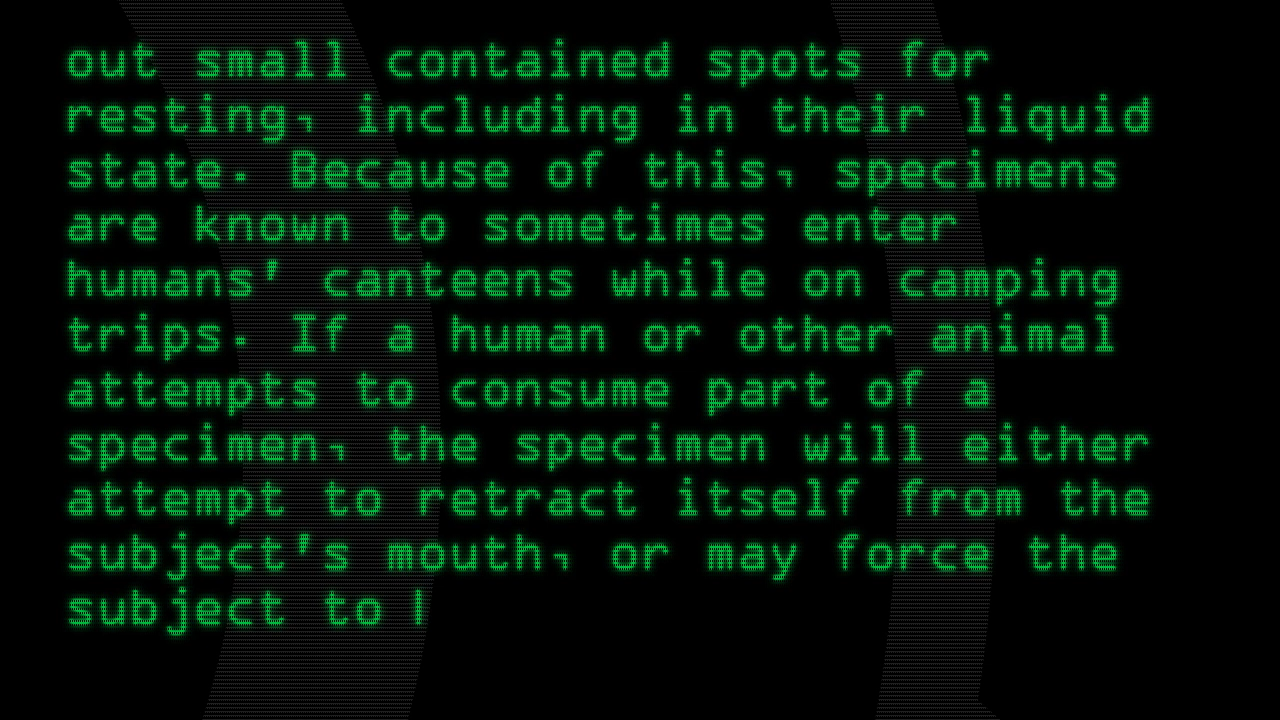 out small contained spots for
resting, including in their liquid
state. Because of this, specimens
are known to sometimes enter
humans' canteens while on camping
trips. If a human or other animal
attempts to consume part of a
specimen, the specimen will either
attempt to retract itself from the
subject's mouth, or may force the
subject to l